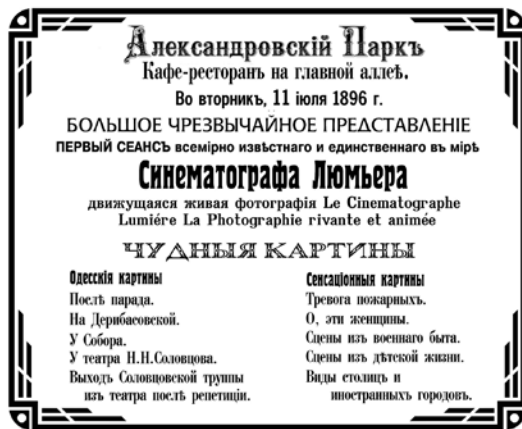 Александровскій Паркъ
Кафе-ресторанъ на главной аллеѣ.
Во вторникъ, 11 іюля 1896 г.
БОЛЬШОЕ ЧРЕЗВЫЧАЙНОЕ ПРЕДСТАВЛЕНІЕ
ПЕРВЫЙ СЕАНСЪ всемірно извѣстнаго и единственнаго въ мірѣ
Синематографа Люмьера
движущаяся живая фотографія Le Cinematographe
Lumiére La Photographie rivante et animée
ЧУДНЫЯ КАРТИНЫ
Одесскія картины
Послѣ парада.
На Дерибасовской.
У Собора.
У театра Н.Н.Соловцова.
Выходъ Соловцовской труппы
изъ театра послѣ репетиціи.
Сенсаціонныя картины
Тревога пожарныхъ.
О, эти женщины.
Сцены изъ военнаго быта.
Сцены изъ дѣтской жизни.
Виды столицъ и
иностранныхъ городовъ.